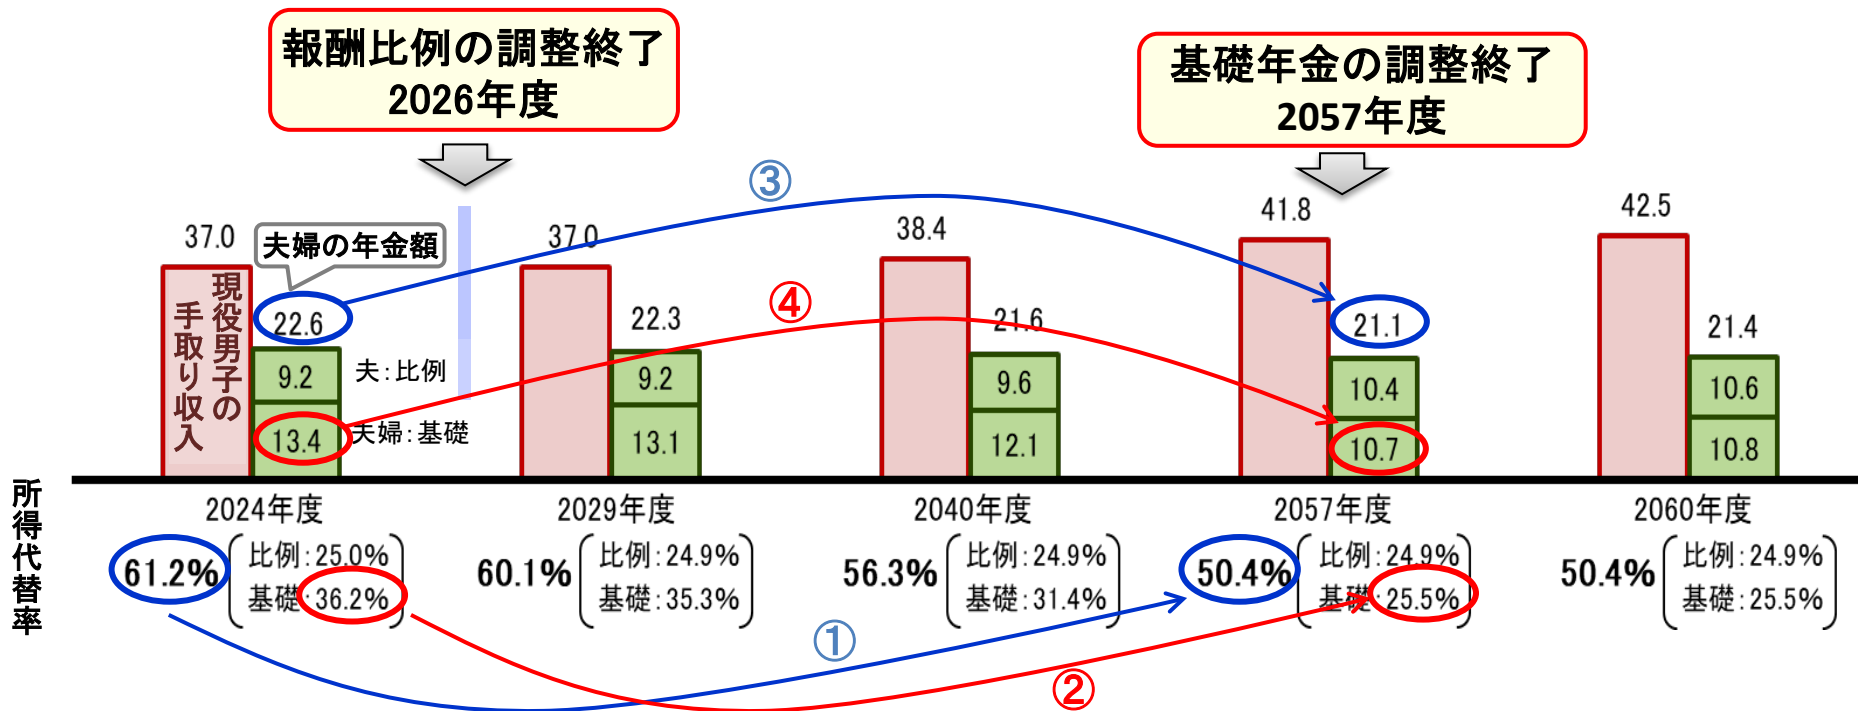 報酬比例の調整終了
2026年度
基礎年金の調整終了
2057年度
③
④
37.0
夫婦の年金額
現役男子の
手取り収入
22.6
9.2
夫：比例
13.4
夫婦：基礎
37.0
22.3
9.2
13.1
38.4
21.6
9.6
12.1
41.8
21.1
10.4
10.7
42.5
21.4
10.6
10.8
所得代替率
2024年度
61.2%
比例：25.0%
基礎：36.2%
2029年度
60.1%
比例：24.9%
基礎：35.3%
2040年度
56.3%
比例：24.9%
基礎：31.4%
2057年度
50.4%
比例：24.9%
基礎：25.5%
2060年度
50.4%
比例：24.9%
基礎：25.5%
①
②